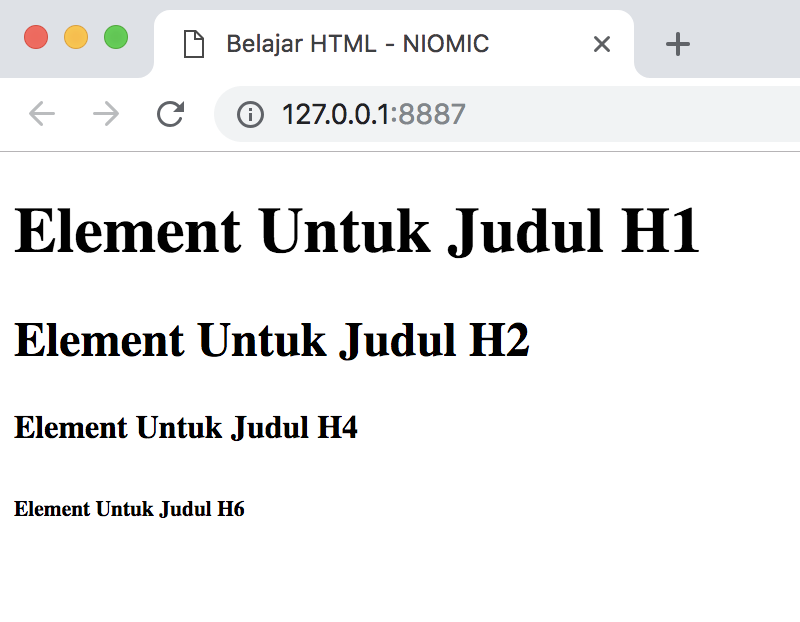 Belajar HTML - NIOMIC
127.0.0.1:8887
Element Untuk Judul H1
Element Untuk Judul H2
Element Untuk Judul H4
Element Untuk Judul H6